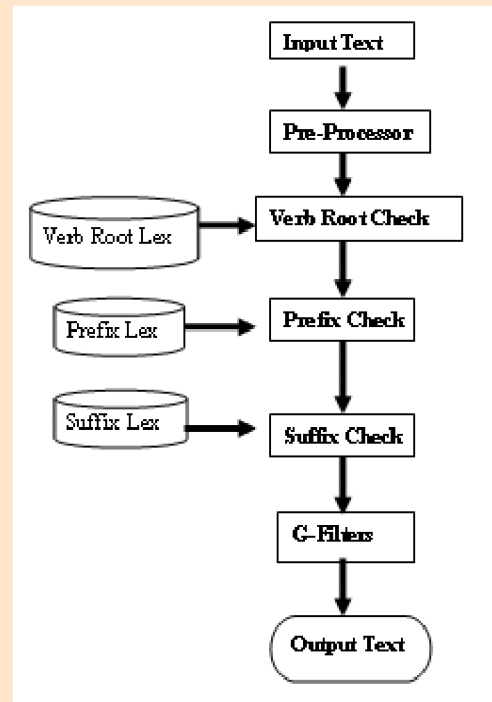 Input Text
Pre-Processor
Verb Root Lex
Verb Root Check
Prefix Lex
Prefix Check
Suffix Lex
Suffix Check
G-Filters
Output Text